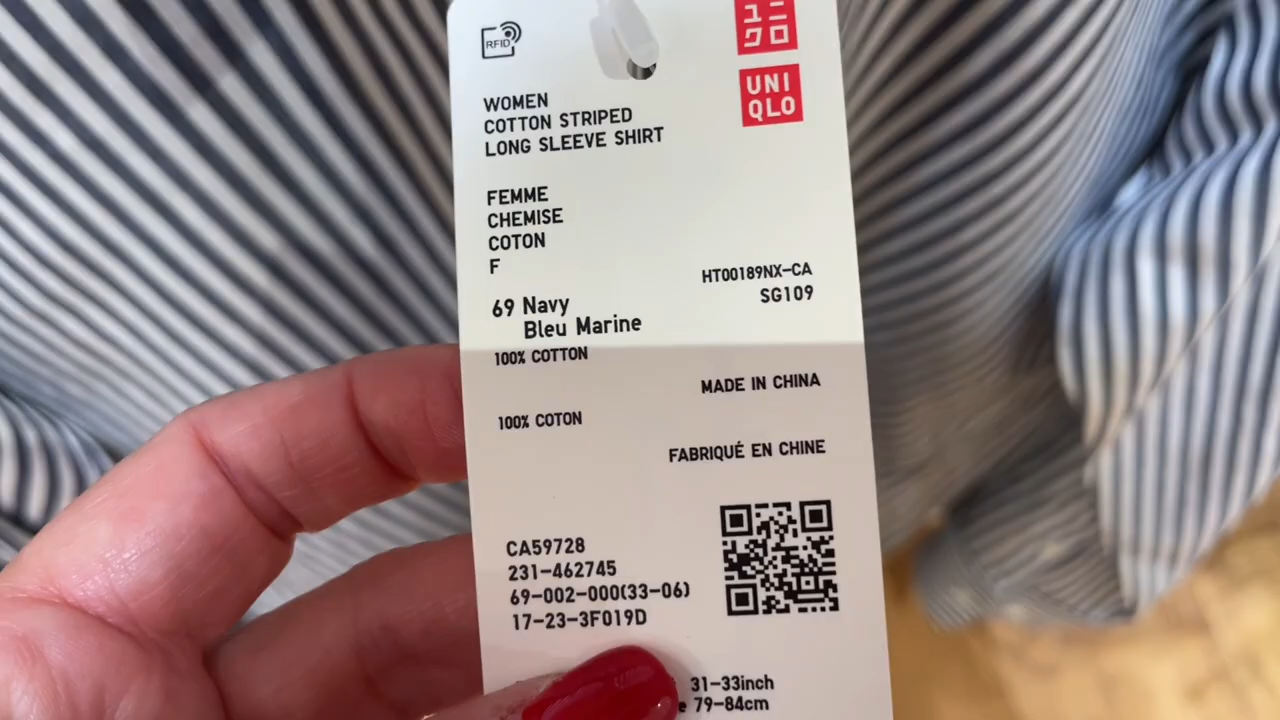 RFID
ユニ
クロ
UNI
QLO
WOMEN
COTTON STRIPED
LONG SLEEVE SHIRT
FEMME
CHEMISE
COTON
F
HT00189NX-CA
SG109
69 Navy
Bleu Marine
100% COTTON
MADE IN CHINA
100% COTON
FABRIQUÉ EN CHINE
CA59728
231-462745
69-002-000(33-06)
17-23-3F019D
31-33inch
e 79-84cm